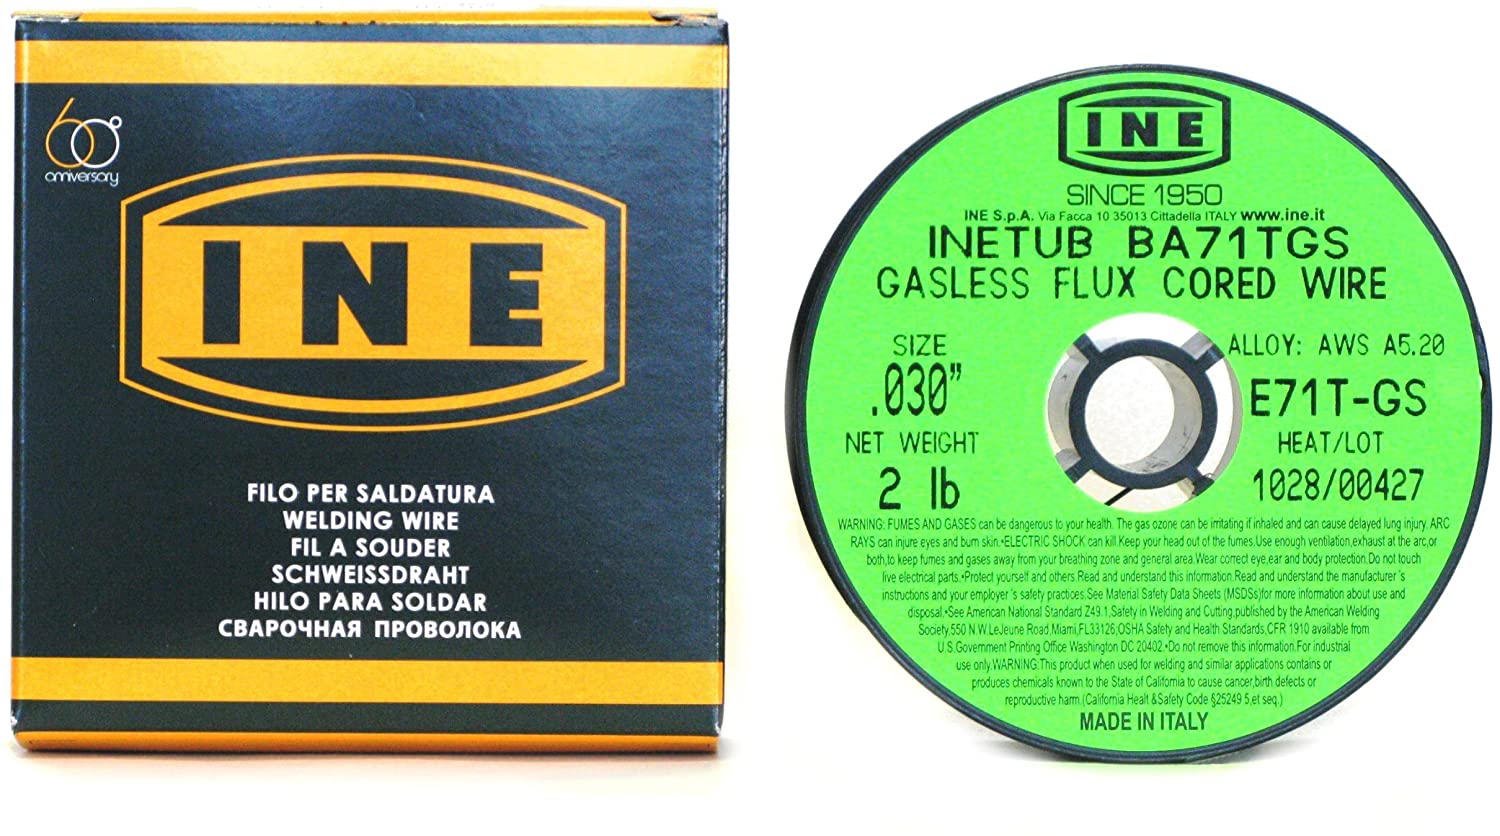 60°
anniversary
INE
FILO PER SALDATURA
WELDING WIRE
FIL A SOUDER
SCHWEISSDRAHT
HILO PARA SOLDAR
СВАРОЧНАЯ ПРОВОЛОКА
INE
SINCE 1950
INE S.p.A. Via Facca 10 35013 Cittadella ITALY www.ine.it
INETUB BA71TGS
GASLESS FLUX CORED WIRE
SIZE
.030"
NET WEIGHT
2 lb
ALLOY: AWS A5.20
E71T-GS
HEAT/LOT
1028/00427
WARNING: FUMES AND GASES can be dangerous to your health. The gas ozone can be irritating if inhaled and can cause delayed lung injury. ARC
RAYS can injure eyes and burn skin.•ELECTRIC SHOCK can kill.Keep your head out of the fumes.Use enough ventilation,exhaust at the arc,or
both,to keep fumes and gases away from your breathing zone and general area.Wear correct eye,ear and body protection.Do not touch
live electrical parts.•Protect yourself and others.Read and understand this information.Read and understand the manufacturer's
instructions and your employer's safety practices.See Material Safety Data Sheets (MSDSs)for more information about use and
disposal.•See American National Standard Z49.1,Safety in Welding and Cutting,published by the American Welding
Society,550 N.W.LeJeune Road,Miami,FL33126;OSHA Safety and Health Standards,CFR 1910 available from
U.S.Government Printing Office Washington DC 20402.•Do not remove this information.For industrial
use only.WARNING:This product when used for welding and similar applications contains or
produces chemicals known to the State of California to cause cancer,birth defects or
reproductive harm.(California Healt &Safety Code §25249 5,et seq.)
MADE IN ITALY